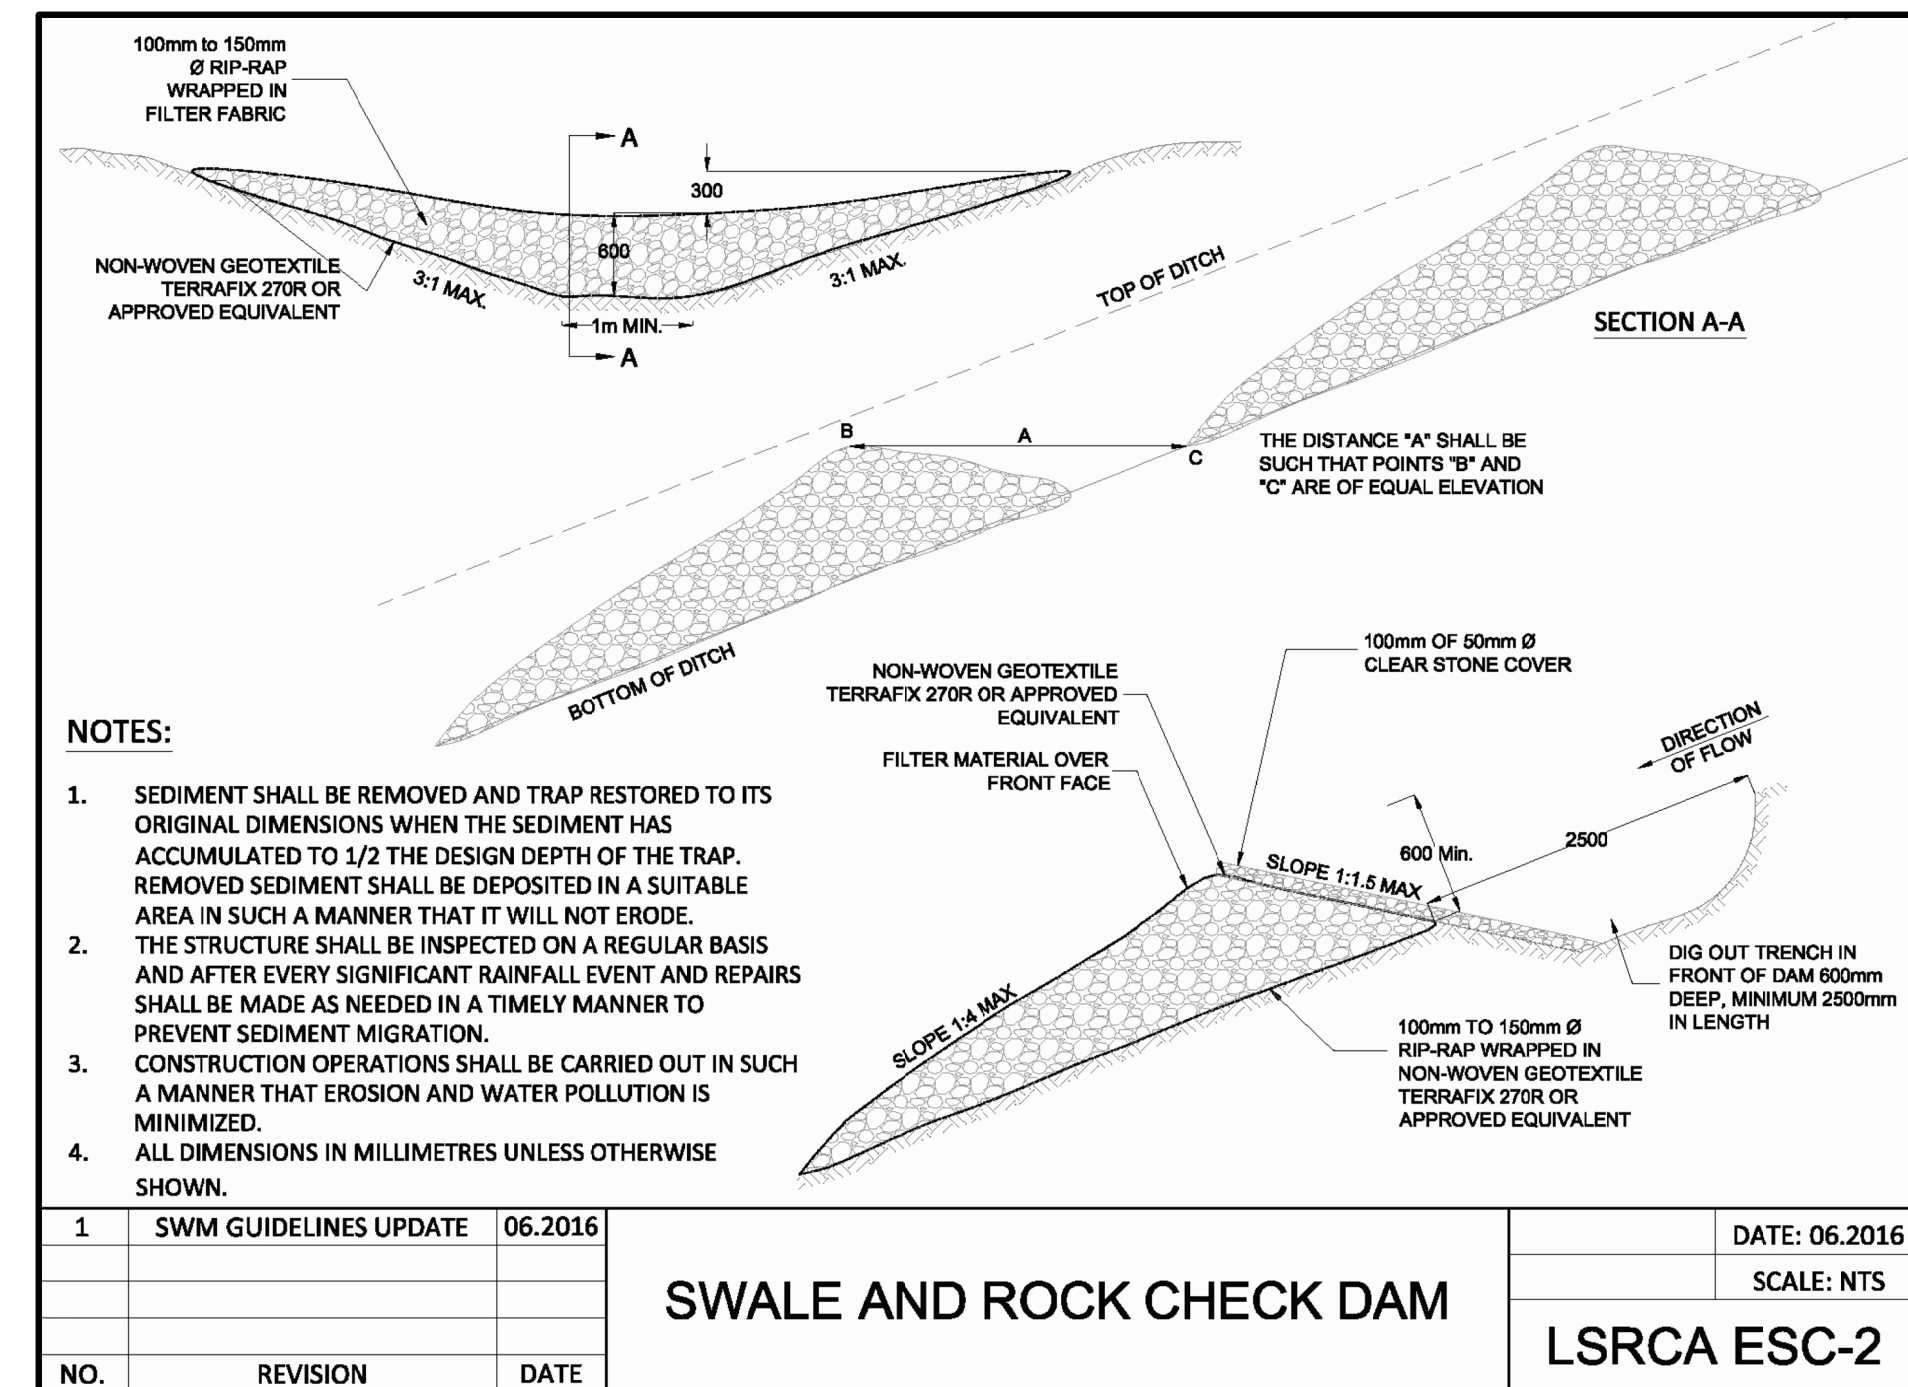 100mm to 150mm
Ø RIP-RAP
WRAPPED IN
FILTER FABRIC
A
300
600
NON-WOVEN GEOTEXTILE
TERRAFIX 270R OR
APPROVED EQUIVALENT
3:1 MAX.
3:1 MAX.
1m MIN.
A
TOP OF DITCH
SECTION A-A
B
A
C
THE DISTANCE "A" SHALL BE
SUCH THAT POINTS "B" AND
"C" ARE OF EQUAL ELEVATION
BOTTOM OF DITCH
100mm OF 50mm Ø
CLEAR STONE COVER
NON-WOVEN GEOTEXTILE
TERRAFIX 270R OR APPROVED
EQUIVALENT
FILTER MATERIAL OVER
FRONT FACE
DIRECTION
OF FLOW
2500
600 Min.
SLOPE 1:1.5 MAX
SLOPE 1:4 MAX
DIG OUT TRENCH IN
FRONT OF DAM 600mm
DEEP, MINIMUM 2500mm
IN LENGTH
100mm TO 150mm Ø
RIP-RAP WRAPPED IN
NON-WOVEN GEOTEXTILE
TERRAFIX 270R OR
APPROVED EQUIVALENT
NOTES:
1. SEDIMENT SHALL BE REMOVED AND TRAP RESTORED TO ITS
ORIGINAL DIMENSIONS WHEN THE SEDIMENT HAS
ACCUMULATED TO 1/2 THE DESIGN DEPTH OF THE TRAP.
REMOVED SEDIMENT SHALL BE DEPOSITED IN A SUITABLE
AREA IN SUCH A MANNER THAT IT WILL NOT ERODE.
2. THE STRUCTURE SHALL BE INSPECTED ON A REGULAR BASIS
AND AFTER EVERY SIGNIFICANT RAINFALL EVENT AND REPAIRS
SHALL BE MADE AS NEEDED IN A TIMELY MANNER TO
PREVENT SEDIMENT MIGRATION.
3. CONSTRUCTION OPERATIONS SHALL BE CARRIED OUT IN SUCH
A MANNER THAT EROSION AND WATER POLLUTION IS
MINIMIZED.
4. ALL DIMENSIONS IN MILLIMETRES UNLESS OTHERWISE
SHOWN.
1 SWM GUIDELINES UPDATE 06.2016
NO. REVISION DATE
SWALE AND ROCK CHECK DAM
DATE: 06.2016
SCALE: NTS
LSRCA ESC-2